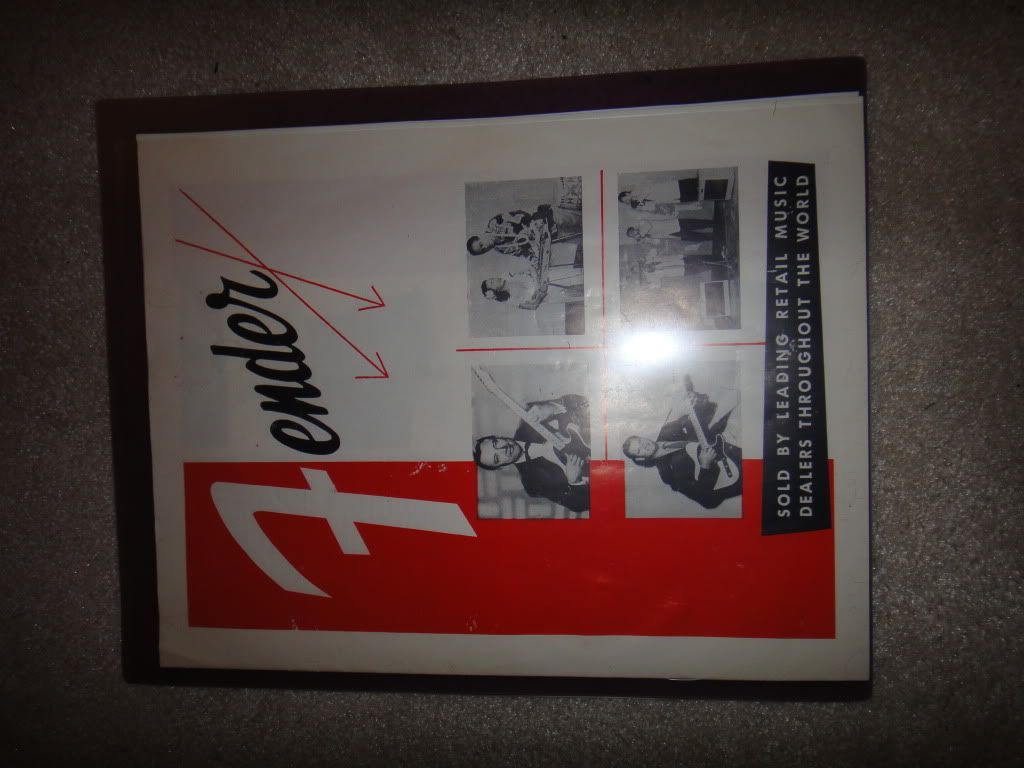 Fender
SOLD BY LEADING RETAIL MUSIC
DEALERS THROUGHOUT THE WORLD